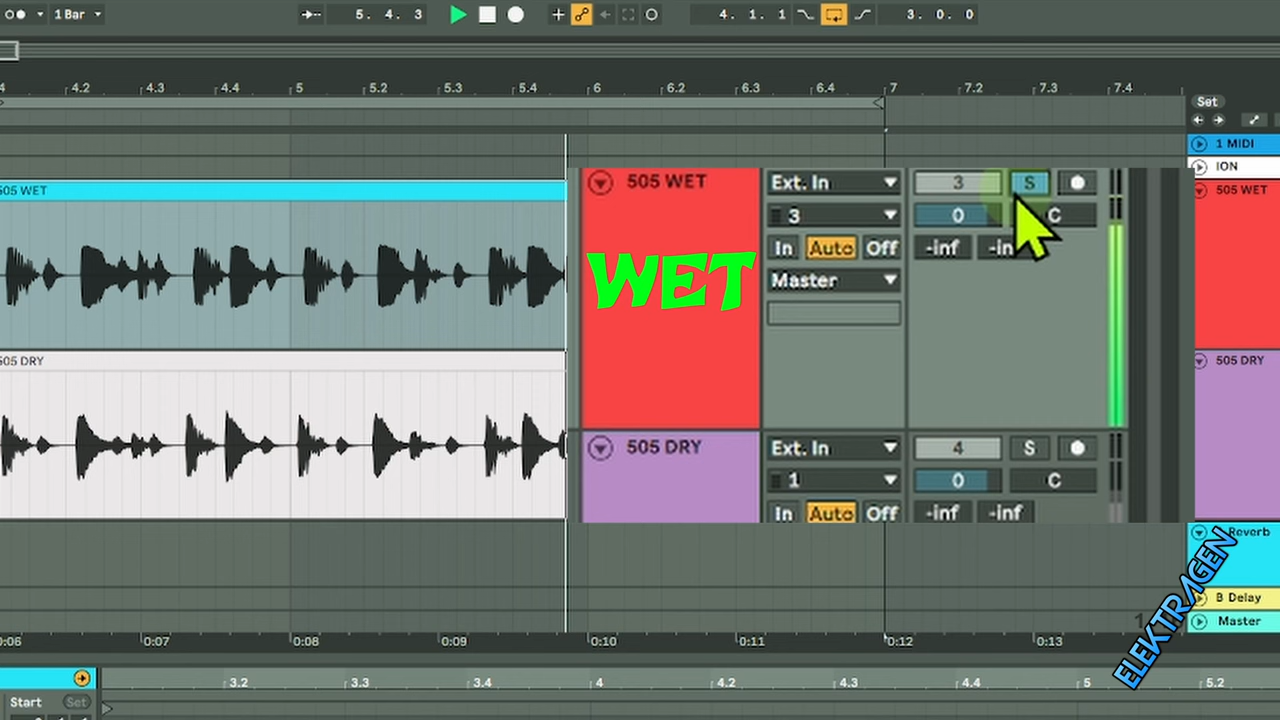 1 Bar
5. 4. 3
4. 1. 1
3. 0. 0
4 4.2 4.3 4.4 5 5.2 5.3 5.4 6 6.2 6.3 6.4 7 7.2 7.3 7.4
Set
1 MIDI
ION
505 WET
505 WET
Ext. In
3
S
505 WET
3
0
C
In Auto Off
-inf
WET
Master
505 DRY
505 DRY
505 DRY
Ext. In
4
S
1
0
C
In Auto Off
-inf
-inf
Reverb
B Delay
Master
ELEKTRAGEN
0:06 0:07 0:08 0:09 0:10 0:11 0:12 0:13
3.2 3.3 3.4 4 4.2 4.3 4.4 5 5.2
Start
Set